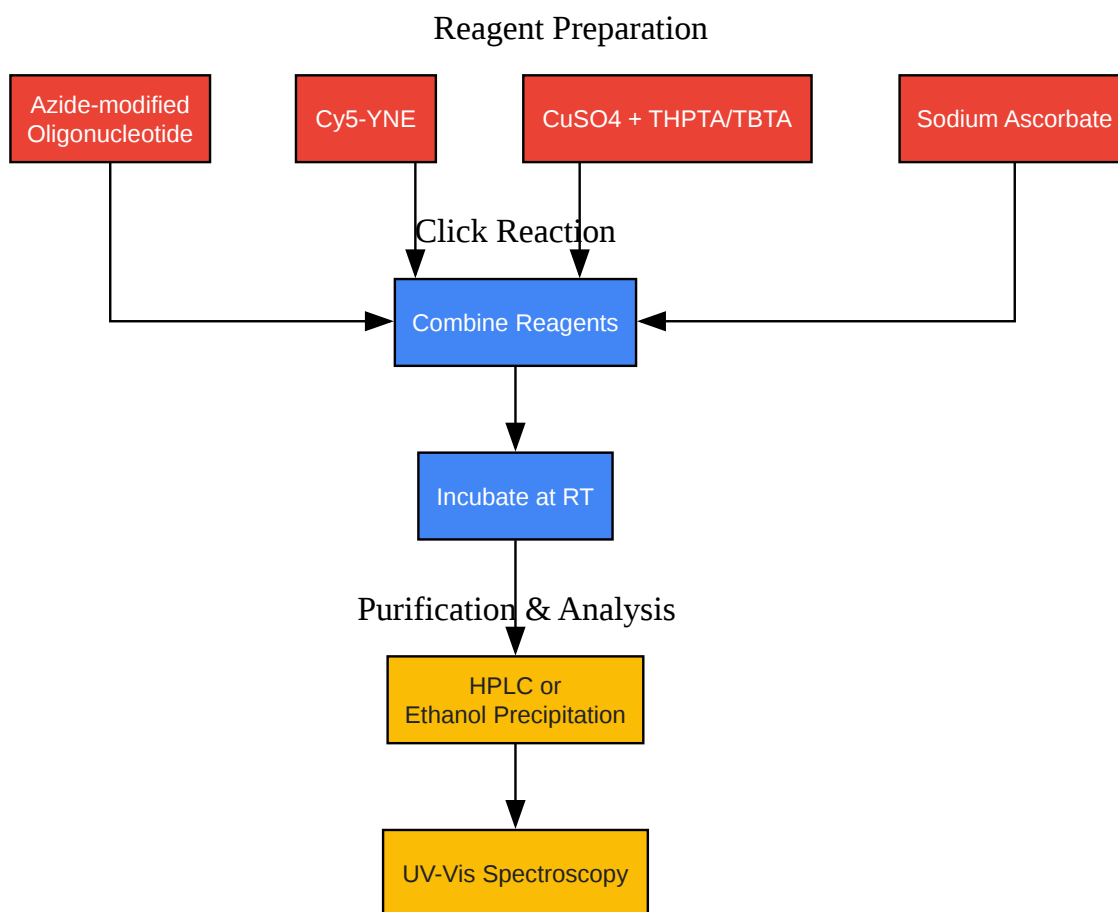 Reagent Preparation
Azide-modified
Oligonucleotide
Cy5-YNE
CuSO4 + THPTA/TBTA
Sodium Ascorbate
Click Reaction
Combine Reagents
Incubate at RT
Purification & Analysis
HPLC or
Ethanol Precipitation
UV-Vis Spectroscopy